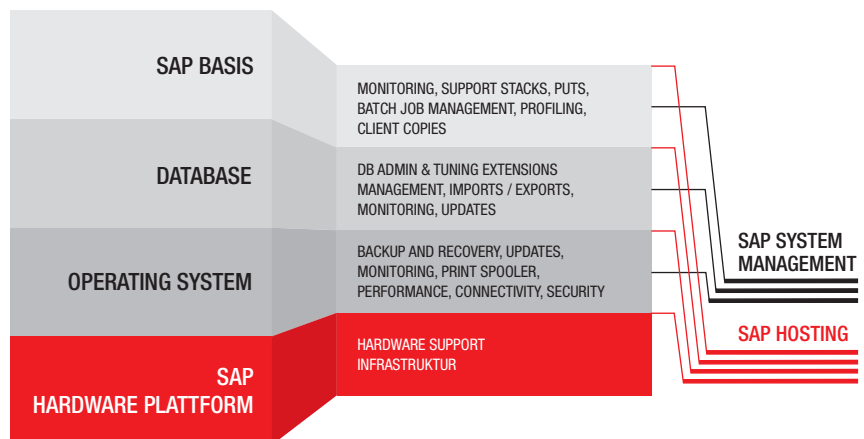 SAP BASIS
MONITORING, SUPPORT STACKS, PUTS,
BATCH JOB MANAGEMENT, PROFILING,
CLIENT COPIES
DATABASE
DB ADMIN & TUNING EXTENSIONS
MANAGEMENT, IMPORTS / EXPORTS,
MONITORING, UPDATES
OPERATING SYSTEM
BACKUP AND RECOVERY, UPDATES,
MONITORING, PRINT SPOOLER,
PERFORMANCE, CONNECTIVITY, SECURITY
SAP
HARDWARE PLATTFORM
HARDWARE SUPPORT
INFRASTRUKTUR
SAP SYSTEM
MANAGEMENT
SAP HOSTING